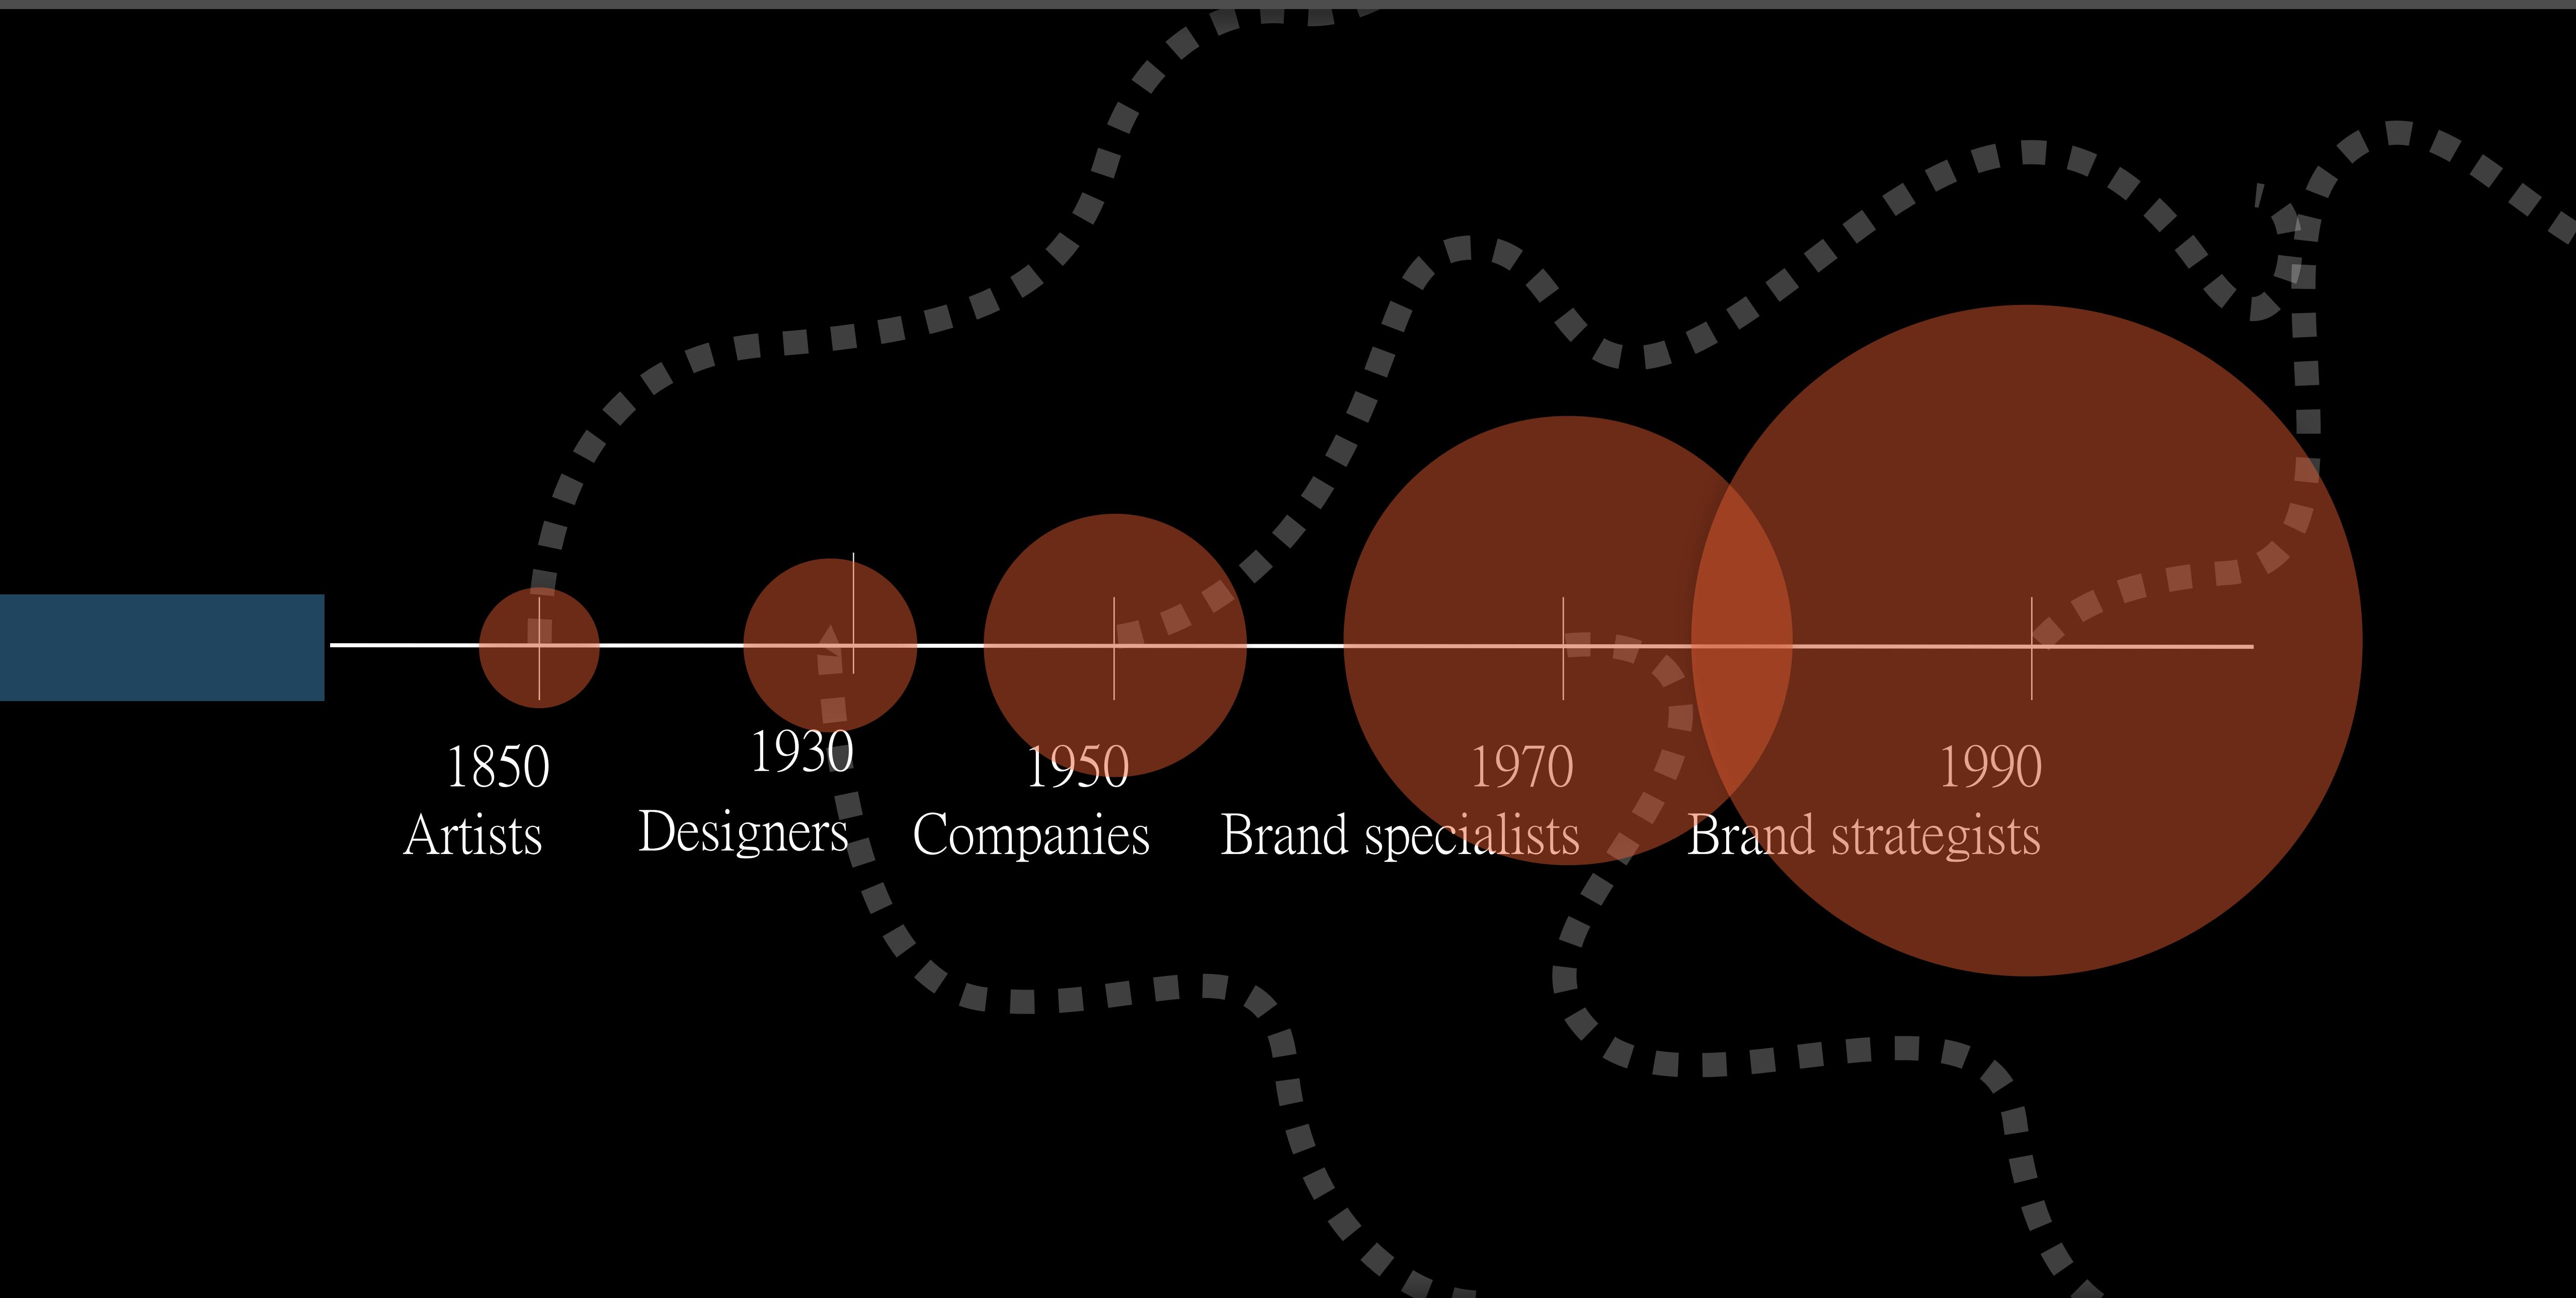 1850
Artists
1930
Designers
1950
Companies
1970
Brand specialists
1990
Brand strategists